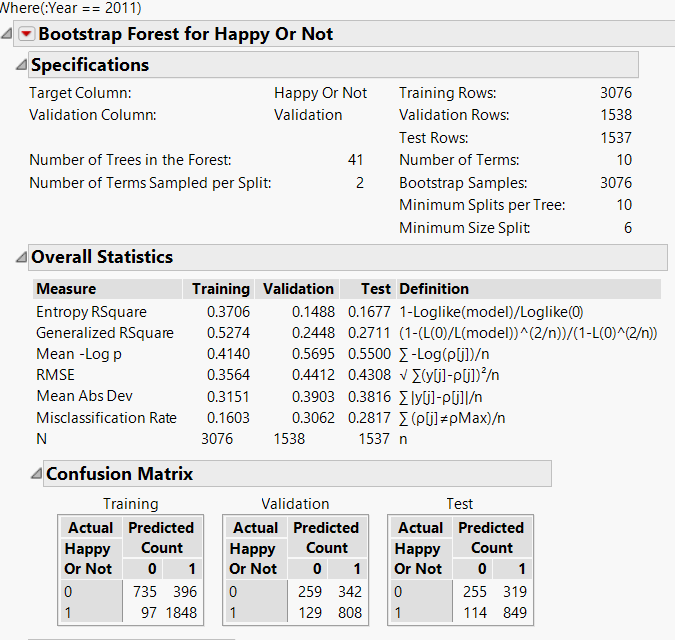 Where(:Year == 2011)
Bootstrap Forest for Happy Or Not
Specifications
Target Column: Happy Or Not Training Rows: 3076
Validation Column: Validation Validation Rows: 1538
Test Rows: 1537
Number of Trees in the Forest: 41 Number of Terms: 10
Number of Terms Sampled per Split: 2 Bootstrap Samples: 3076
Minimum Splits per Tree: 10
Minimum Size Split: 6
Overall Statistics
Measure Training Validation Test Definition
Entropy RSquare 0.3706 0.1488 0.1677 1-Loglike(model)/Loglike(0)
Generalized RSquare 0.5274 0.2448 0.2711 (1-(L(0)/L(model))^(2/n))/(1-L(0)^(2/n))
Mean -Log p 0.4140 0.5695 0.5500 ∑ -Log(ρ[j])/n
RMSE 0.3564 0.4412 0.4308 √ ∑(y[j]-ρ[j])²/n
Mean Abs Dev 0.3151 0.3903 0.3816 ∑ |y[j]-ρ[j]|/n
Misclassification Rate 0.1603 0.3062 0.2817 ∑ (ρ[j]≠ρMax)/n
N 3076 1538 1537 n
Confusion Matrix
Training Validation Test
Actual Predicted Actual Predicted Actual Predicted
Happy Count Happy Count Happy Count
Or Not 0 1 Or Not 0 1 Or Not 0 1
0 735 396 0 259 342 0 255 319
1 97 1848 1 129 808 1 114 849